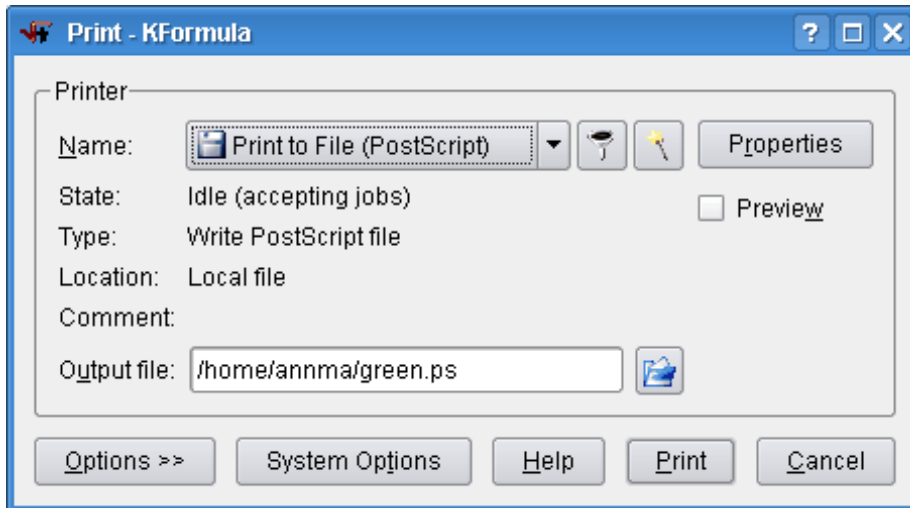 Print - KFormula
Printer
Name: Print to File (PostScript) Properties
State: Idle (accepting jobs) Preview
Type: Write PostScript file
Location: Local file
Comment:
Output file: /home/annma/green.ps
Options >> System Options Help Print Cancel